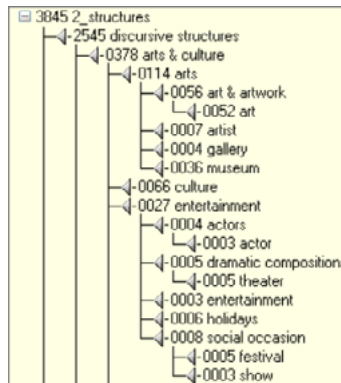 3845 2_structures
2545 discursive structures
0378 arts & culture
0114 arts
0056 art & artwork
0052 art
0007 artist
0004 gallery
0036 museum
0066 culture
0027 entertainment
0004 actors
0003 actor
0005 dramatic composition
0005 theater
0003 entertainment
0006 holidays
0008 social occasion
0005 festival
0003 show